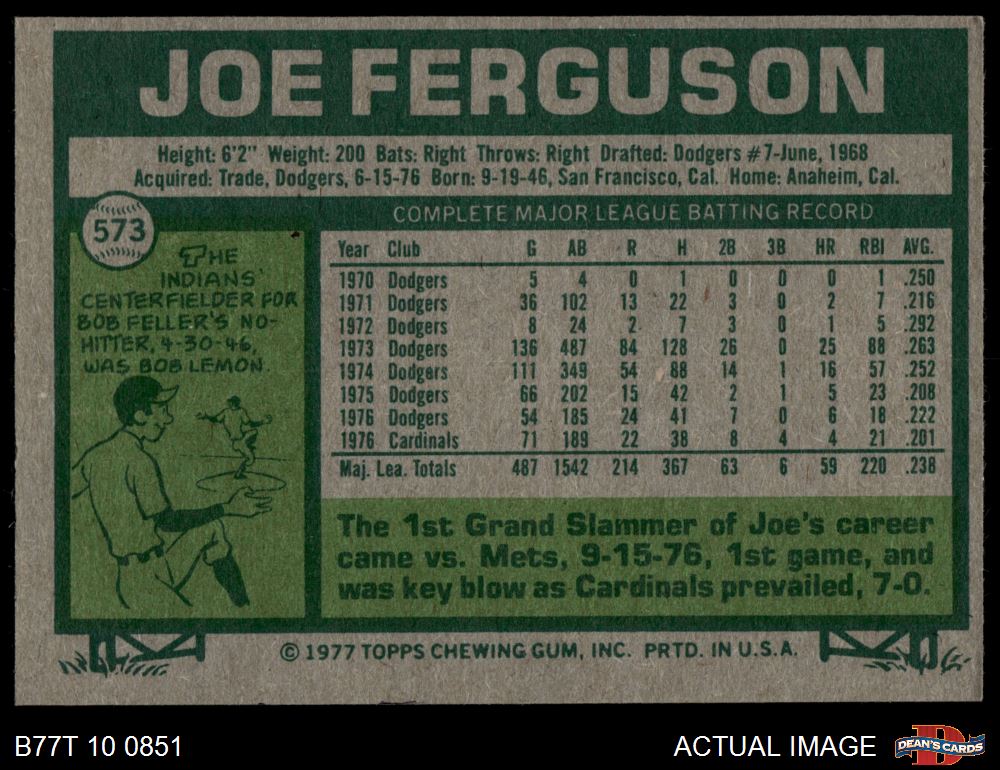 JOE FERGUSON
Height: 6'2" Weight: 200 Bats: Right Throws: Right Drafted: Dodgers #7-June, 1968
Acquired: Trade, Dodgers, 6-15-76 Born: 9-19-46, San Francisco, Cal. Home: Anaheim, Cal.
573
THE
INDIANS'
CENTERFIELDER FOR
BOB FELLER'S NO-
HITTER, 4-30-46,
WAS BOB LEMON.
COMPLETE MAJOR LEAGUE BATTING RECORD
Year Club G AB R H 2B 3B HR RBI AVG.
1970 Dodgers 5 4 0 1 0 0 0 1 .250
1971 Dodgers 36 102 13 22 3 0 2 7 .216
1972 Dodgers 8 24 2 7 3 0 1 5 .292
1973 Dodgers 136 487 84 128 26 0 25 88 .263
1974 Dodgers 111 349 54 88 14 1 16 57 .252
1975 Dodgers 66 202 15 42 2 1 5 23 .208
1976 Dodgers 54 185 24 41 7 0 6 18 .222
1976 Cardinals 71 189 22 38 8 4 4 21 .201
Maj. Lea. Totals 487 1542 214 367 63 6 59 220 .238
The 1st Grand Slammer of Joe's career
came vs. Mets, 9-15-76, 1st game, and
was key blow as Cardinals prevailed, 7-0.
© 1977 TOPPS CHEWING GUM, INC. PRTD. IN U.S.A.
B77T 10 0851
ACTUAL IMAGE
DEAN'S CARDS